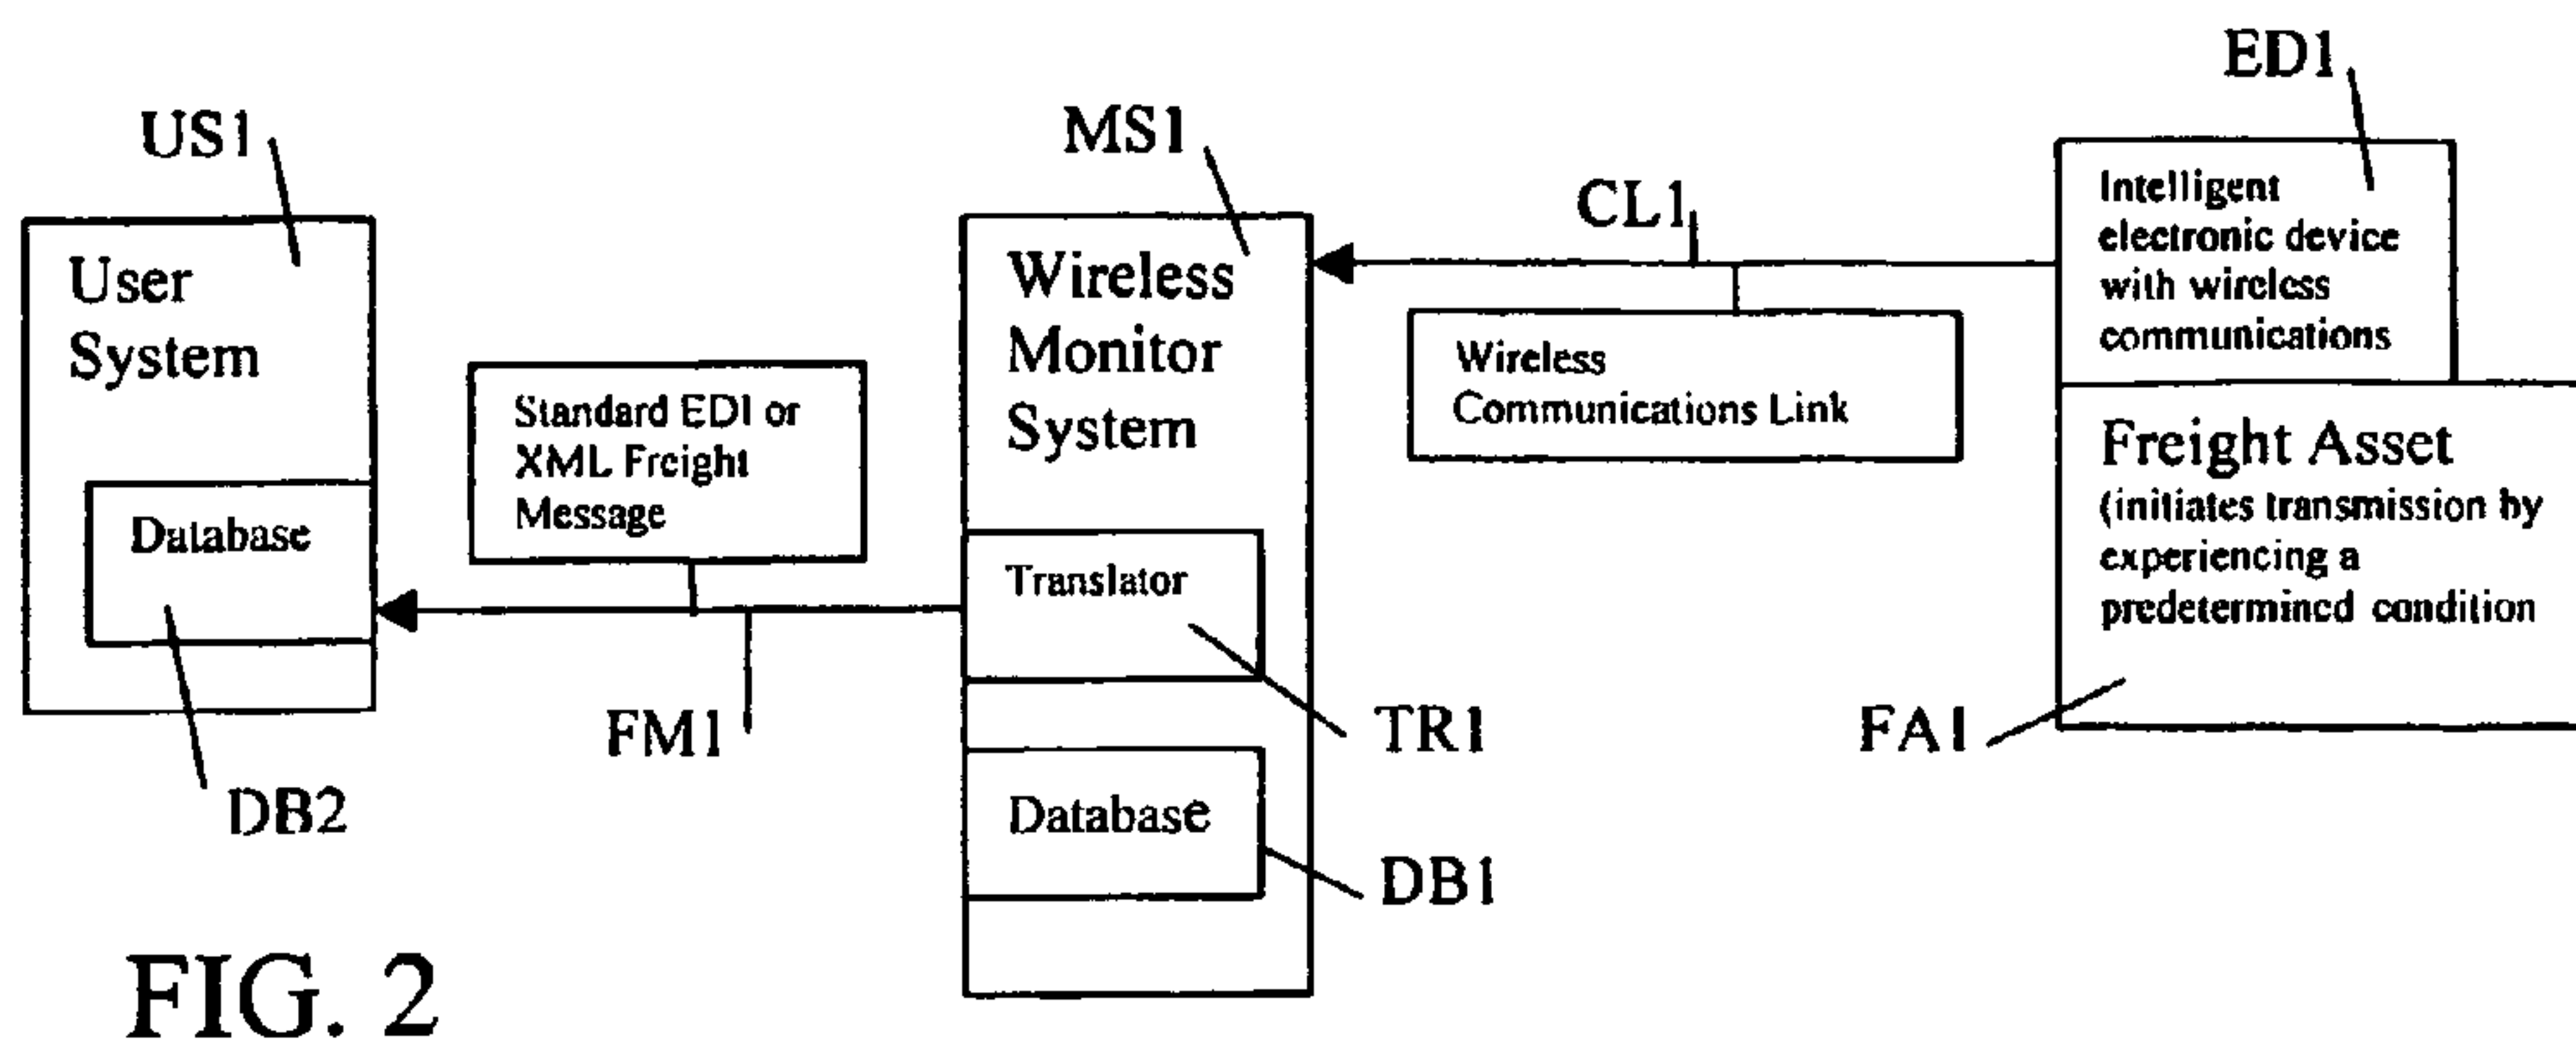 ED1
US1
MS1
CL1
Intelligent
electronic device
with wireless
communications
User
System
Wireless
Monitor
System
Standard EDI or
XML Freight
Message
Wireless
Communications Link
Freight Asset
(initiates transmission by
experiencing a
predetermined condition
Database
Translator
FM1
TR1
FA1
DB2
Database
DB1
FIG. 2